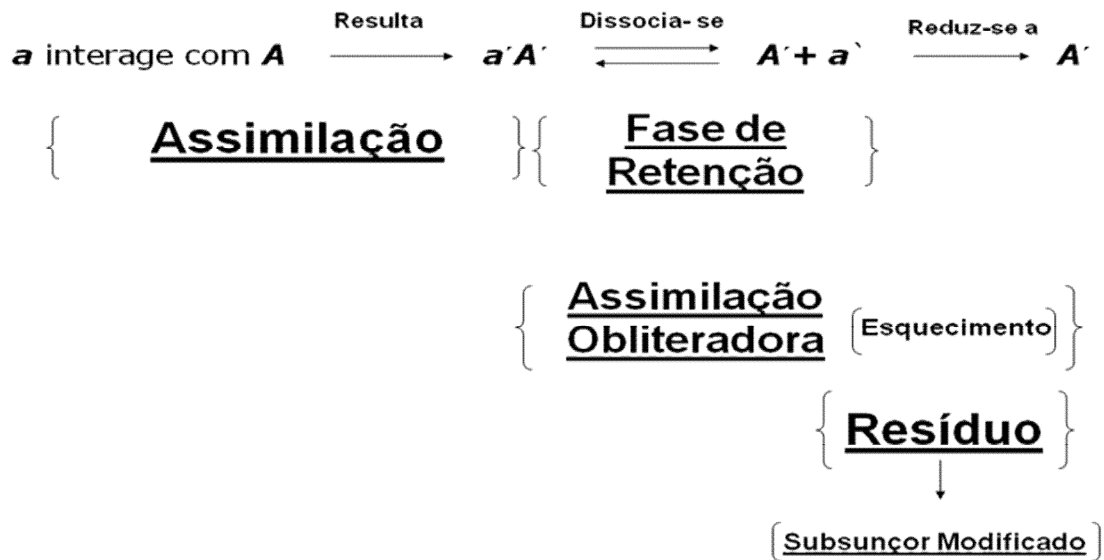 Resulta Dissocia- se Reduz-se a
a interage com A a´A´ A´+ a` A´
Assimilação
Fase de
Retenção
Assimilação
Obliteradora
Esquecimento
Resíduo
Subsunçor Modificado